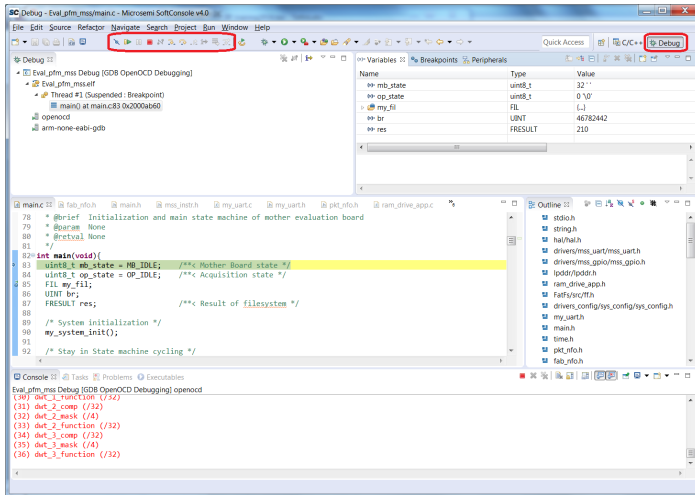 Debug - Eval_pfm_mss/main.c - Microsemi SoftConsole v4.0
File Edit Source Refactor Navigate Search Project Run Window Help
Quick Access C/C++ Debug
Debug
Eval_pfm_mss Debug [GDB OpenOCD Debugging]
Eval_pfm_mss.elf
Thread #1 (Suspended : Breakpoint)
main() at main.c:83 0x2000ab60
openocd
arm-none-eabi-gdb
Variables Breakpoints Peripherals
Name Type Value
mb_state uint8_t 32 ' '
op_state uint8_t 0 '\0'
my_fil FIL {...}
br UINT 46782442
res FRESULT 210
main.c fab_nfo.h main.h mss_instr.h my_uart.c my_uart.h pkt_nfo.h ram_drive_app.c
78 * @brief Initialization and main state machine of mother evaluation board
79 * @param None
80 * @retval None
81 */
82 int main(void){
83 uint8_t mb_state = MB_IDLE; /**< Mother Board state */
84 uint8_t op_state = OP_IDLE; /**< Acquisition state */
85 FIL my_fil;
86 UINT br;
87 FRESULT res; /**< Result of filesystem */
88
89 /* System initialization */
90 my_system_init();
91
92 /* Stay in State machine cycling */
Outline
stdio.h
string.h
hal/hal.h
drivers/mss_uart/mss_uart.h
drivers/mss_gpio/mss_gpio.h
lpddr/lpddr.h
ram_drive_app.h
FatFs/src/ff.h
drivers_config/sys_config/sys_config.h
my_uart.h
main.h
time.h
pkt_nfo.h
fab_nfo.h
Console Tasks Problems Executables
Eval_pfm_mss Debug [GDB OpenOCD Debugging] openocd
(30) dwt_1_function (/32)
(31) dwt_2_comp (/32)
(32) dwt_2_mask (/4)
(33) dwt_2_function (/32)
(34) dwt_3_comp (/32)
(35) dwt_3_mask (/4)
(36) dwt_3_function (/32)